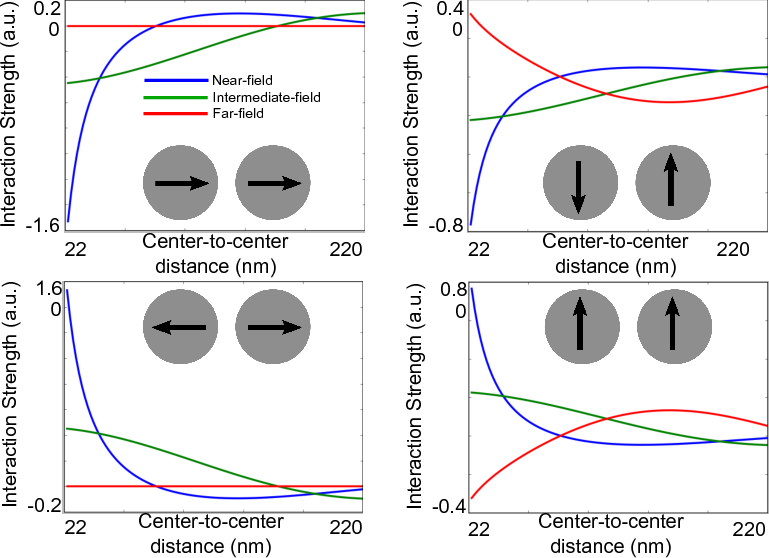 0.2
0
Interaction Strength (a.u.)
-1.6
Near-field
Intermediate-field
Far-field
22
Center-to-center
distance (nm)
220
0.4
0
Interaction Strength (a.u.)
-0.8
22
Center-to-center
distance (nm)
220
1.6
0
Interaction Strength (a.u.)
-0.2
22
Center-to-center
distance (nm)
220
0.8
0
Interaction Strength (a.u.)
-0.4
22
Center-to-center
distance (nm)
220